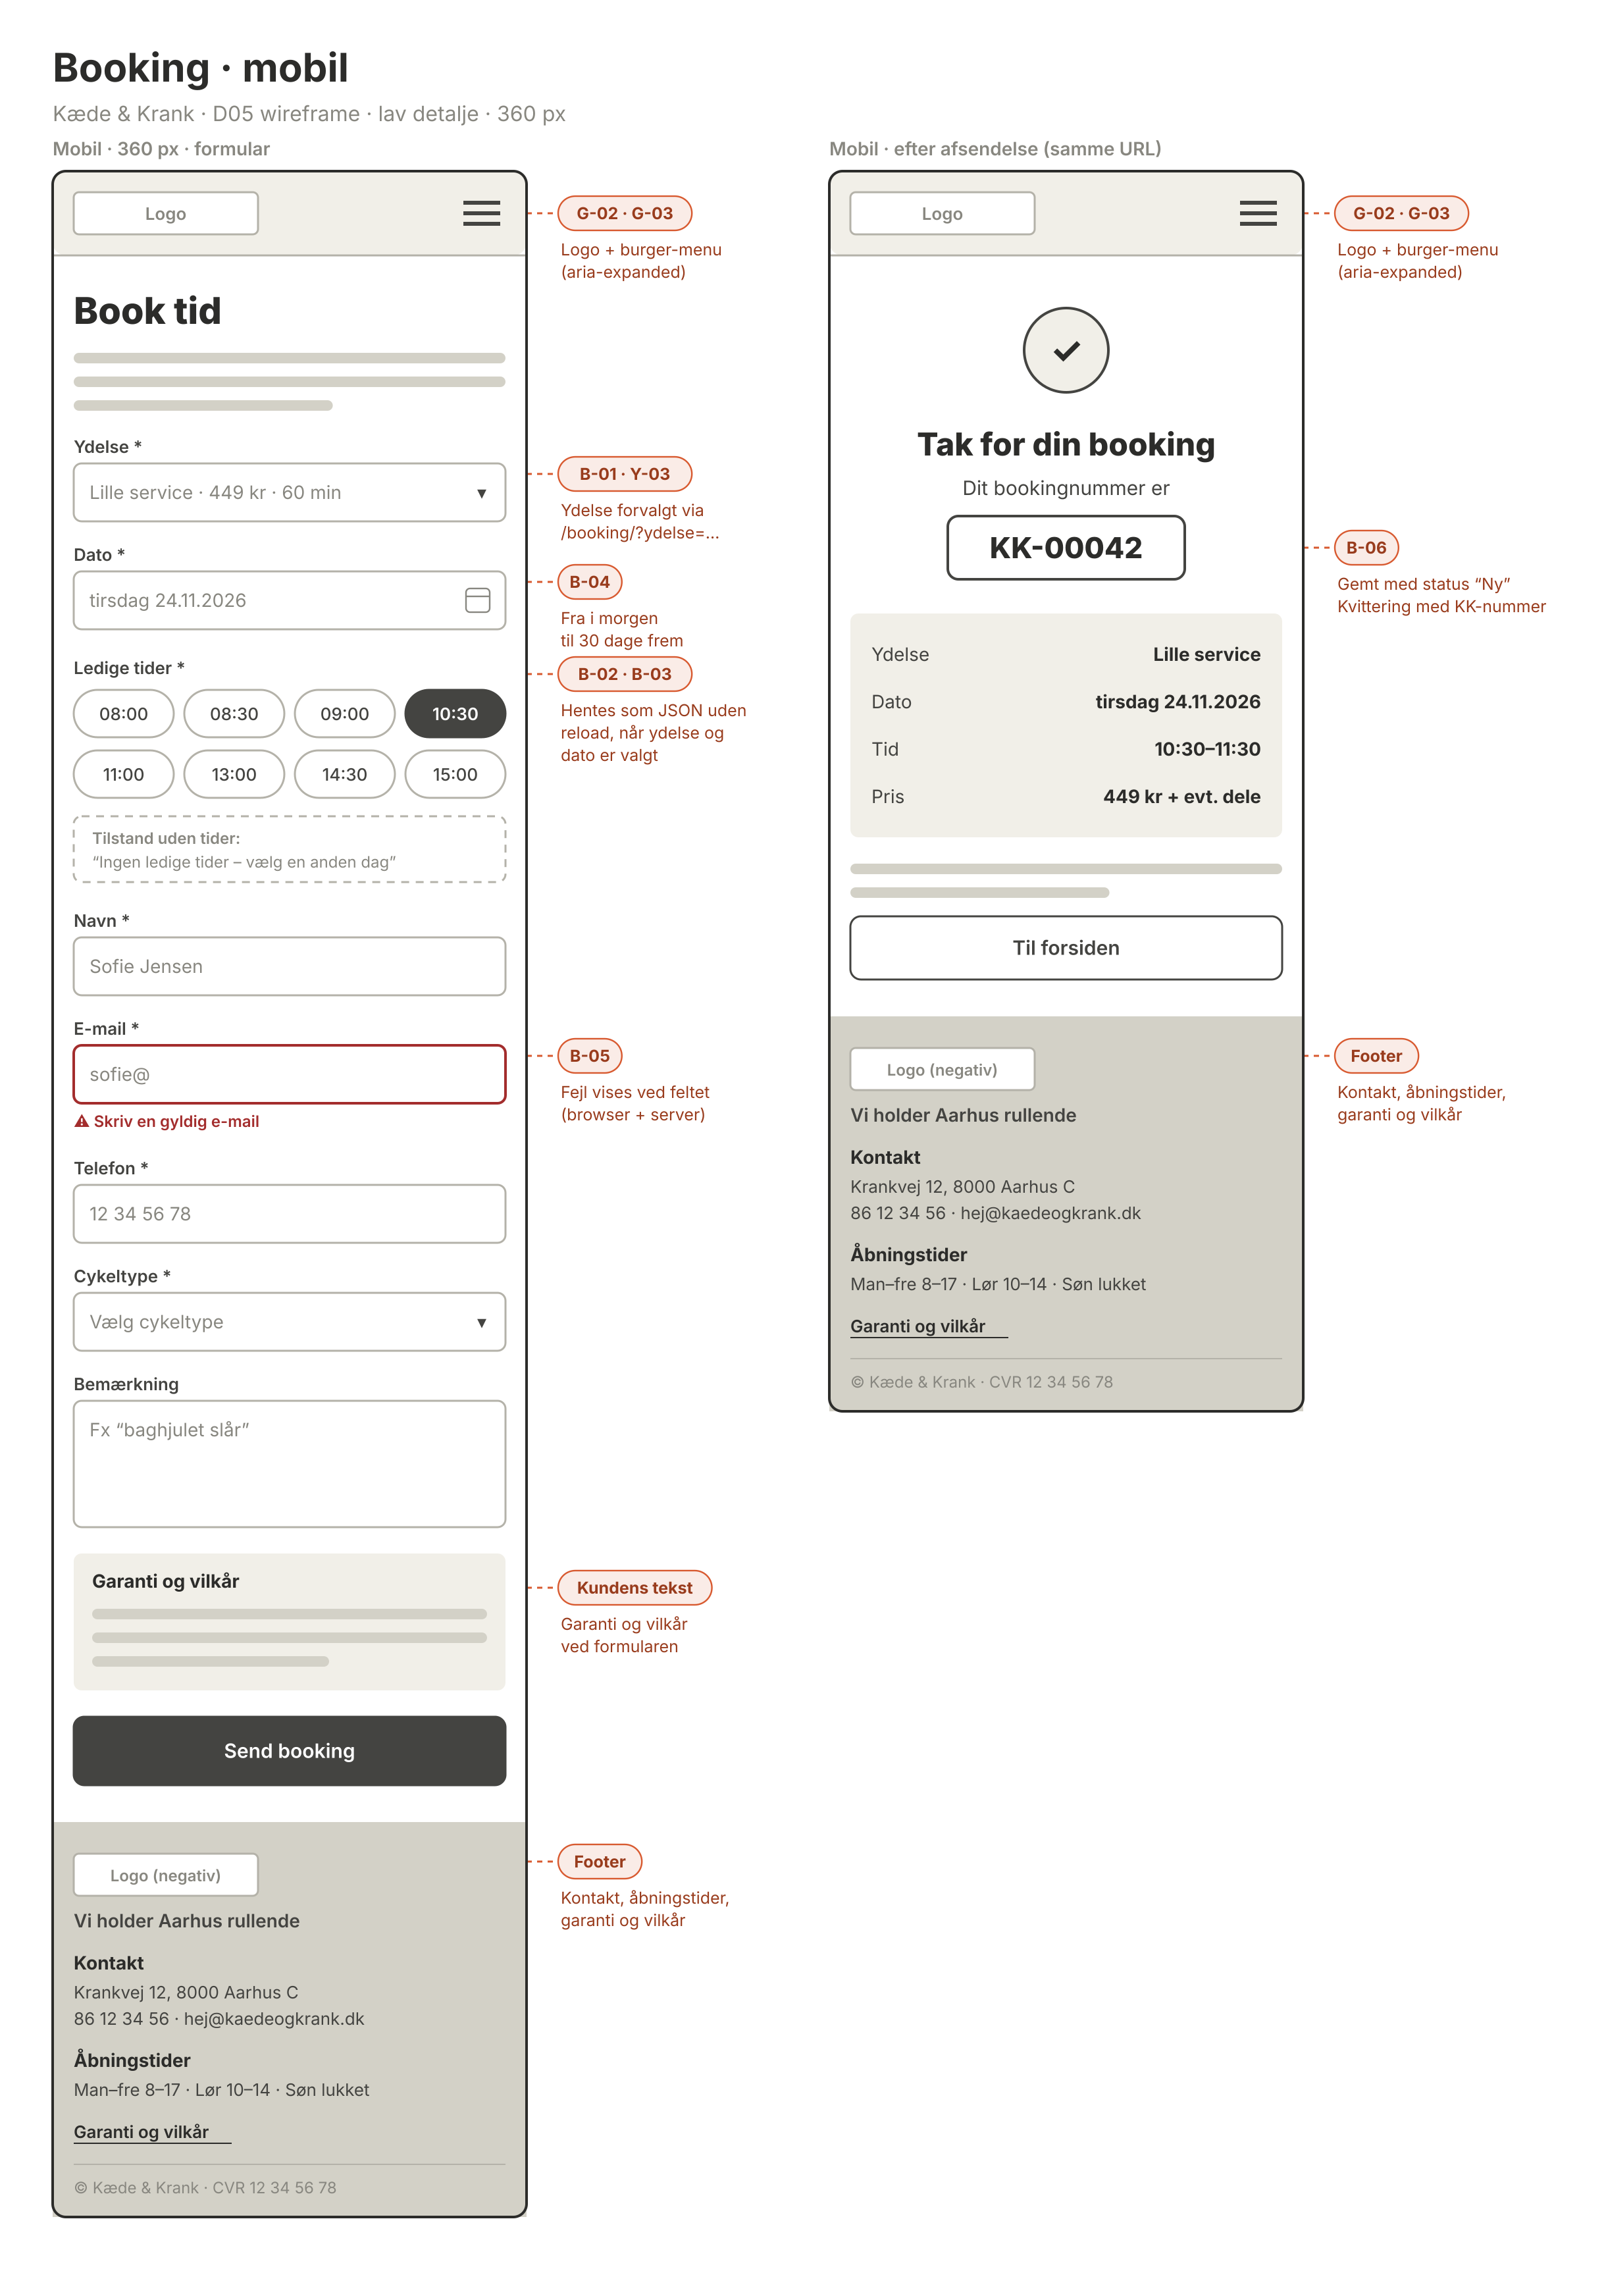 Booking · mobil
Kæde & Krank · D05 wireframe · lav detalje · 360 px
Mobil · 360 px · formular
Logo
G-02 · G-03
Logo + burger-menu
(aria-expanded)
Book tid
Ydelse *
Lille service · 449 kr · 60 min
▼
B-01 · Y-03
Ydelse forvalgt via
/booking/?ydelse=…
Dato *
tirsdag 24.11.2026
B-04
Fra i morgen
til 30 dage frem
Ledige tider *
B-02 · B-03
Hentes som JSON uden
reload, når ydelse og
dato er valgt
08:00 08:30 09:00 10:30
11:00 13:00 14:30 15:00
Tilstand uden tider:
“Ingen ledige tider – vælg en anden dag”
Navn *
Sofie Jensen
E-mail *
sofie@
⚠ Skriv en gyldig e-mail
B-05
Fejl vises ved feltet
(browser + server)
Telefon *
12 34 56 78
Cykeltype *
Vælg cykeltype
▼
Bemærkning
Fx “baghjulet slår”
Garanti og vilkår
Kundens tekst
Garanti og vilkår
ved formularen
Send booking
Logo (negativ)
Footer
Kontakt, åbningstider,
garanti og vilkår
Vi holder Aarhus rullende
Kontakt
Krankvej 12, 8000 Aarhus C
86 12 34 56 · hej@kaedeogkrank.dk
Åbningstider
Man–fre 8–17 · Lør 10–14 · Søn lukket
Garanti og vilkår
© Kæde & Krank · CVR 12 34 56 78
Mobil · efter afsendelse (samme URL)
Logo
G-02 · G-03
Logo + burger-menu
(aria-expanded)
✓
Tak for din booking
Dit bookingnummer er
KK-00042
B-06
Gemt med status “Ny”
Kvittering med KK-nummer
Ydelse Lille service
Dato tirsdag 24.11.2026
Tid 10:30–11:30
Pris 449 kr + evt. dele
Til forsiden
Logo (negativ)
Footer
Kontakt, åbningstider,
garanti og vilkår
Vi holder Aarhus rullende
Kontakt
Krankvej 12, 8000 Aarhus C
86 12 34 56 · hej@kaedeogkrank.dk
Åbningstider
Man–fre 8–17 · Lør 10–14 · Søn lukket
Garanti og vilkår
© Kæde & Krank · CVR 12 34 56 78